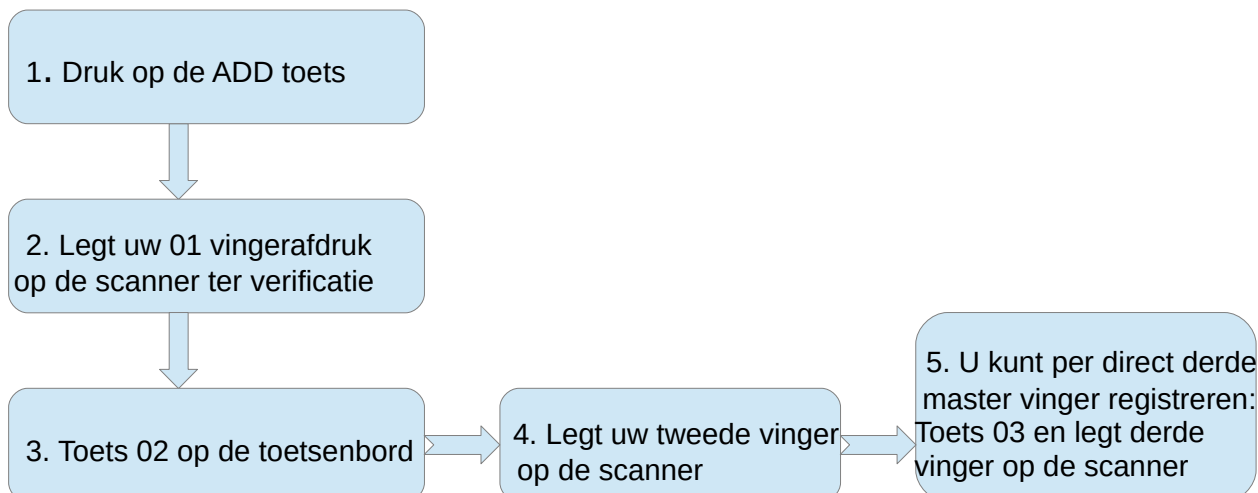 1. Druk op de ADD toets
2. Legt uw 01 vingerafdruk
op de scanner ter verificatie
3. Toets 02 op de toetsenbord
4. Legt uw tweede vinger
op de scanner
5. U kunt per direct derde
master vinger registreren:
Toets 03 en legt derde
vinger op de scanner